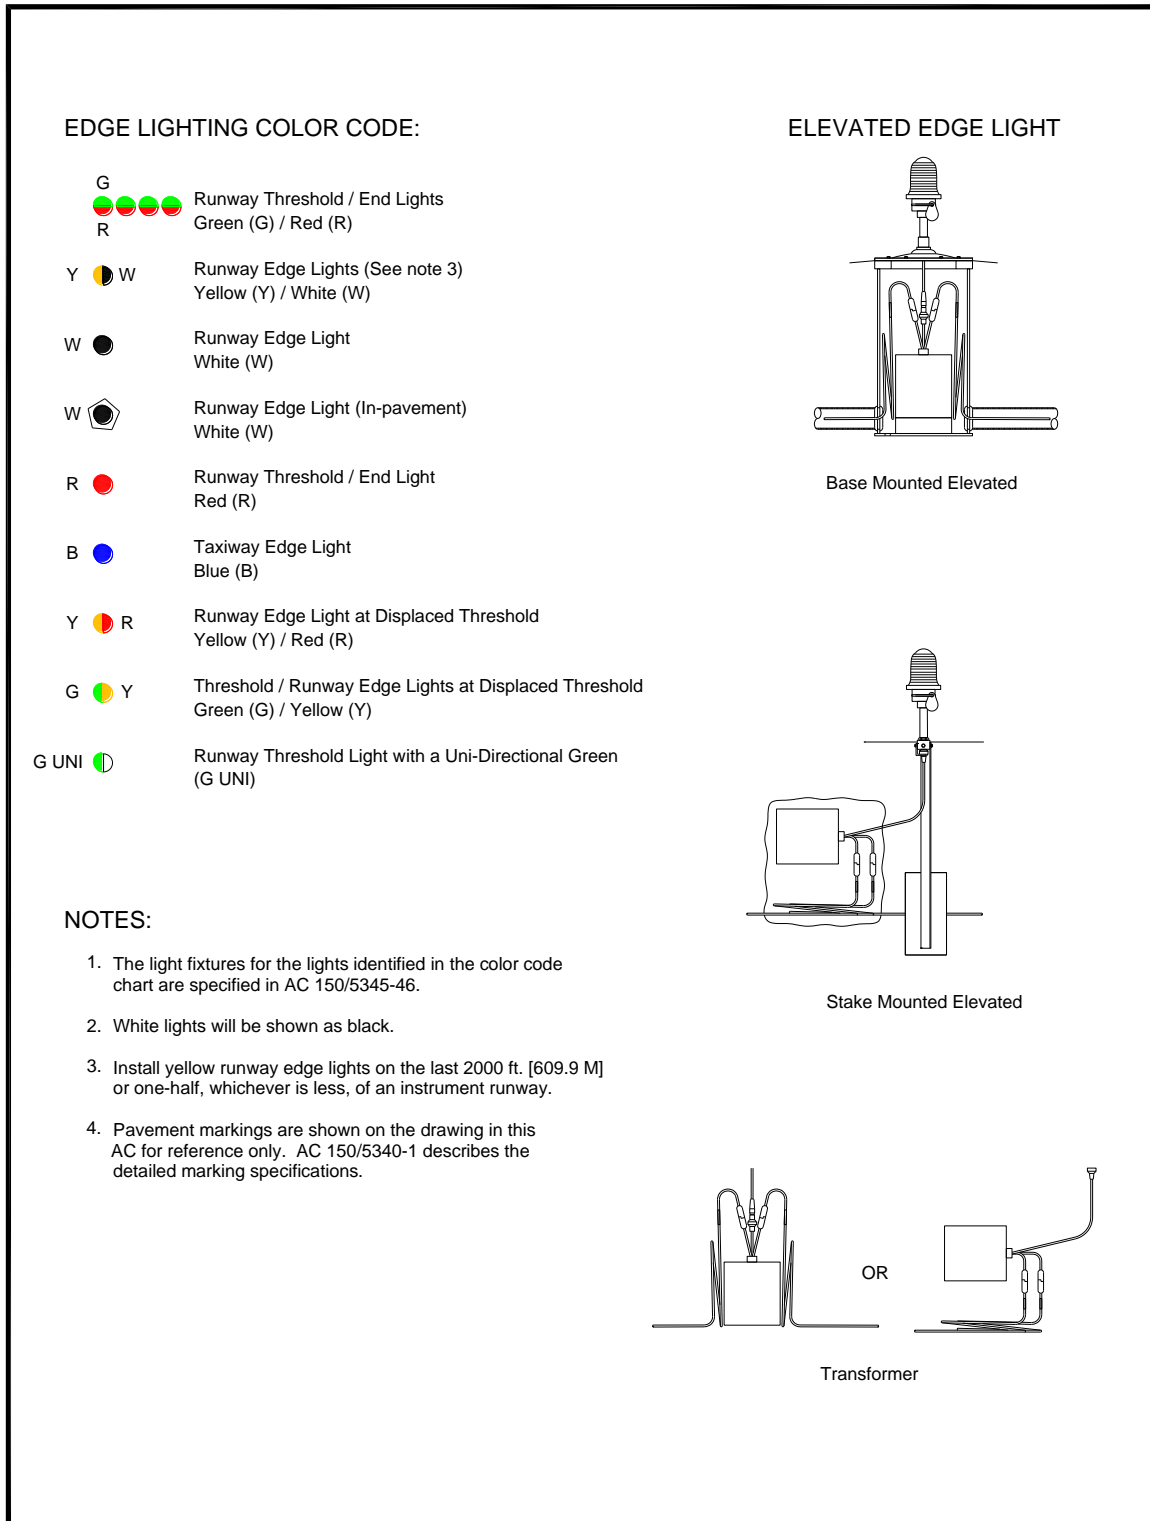 EDGE LIGHTING COLOR CODE:
G
R
Runway Threshold / End Lights
Green (G) / Red (R)
Y W
Runway Edge Lights (See note 3)
Yellow (Y) / White (W)
W
Runway Edge Light
White (W)
W
Runway Edge Light (In-pavement)
White (W)
R
Runway Threshold / End Light
Red (R)
B
Taxiway Edge Light
Blue (B)
Y R
Runway Edge Light at Displaced Threshold
Yellow (Y) / Red (R)
G Y
Threshold / Runway Edge Lights at Displaced Threshold
Green (G) / Yellow (Y)
G UNI
Runway Threshold Light with a Uni-Directional Green
(G UNI)
NOTES:
1. The light fixtures for the lights identified in the color code
chart are specified in AC 150/5345-46.
2. White lights will be shown as black.
3. Install yellow runway edge lights on the last 2000 ft. [609.9 M]
or one-half, whichever is less, of an instrument runway.
4. Pavement markings are shown on the drawing in this
AC for reference only. AC 150/5340-1 describes the
detailed marking specifications.
ELEVATED EDGE LIGHT
Base Mounted Elevated
Stake Mounted Elevated
OR
Transformer